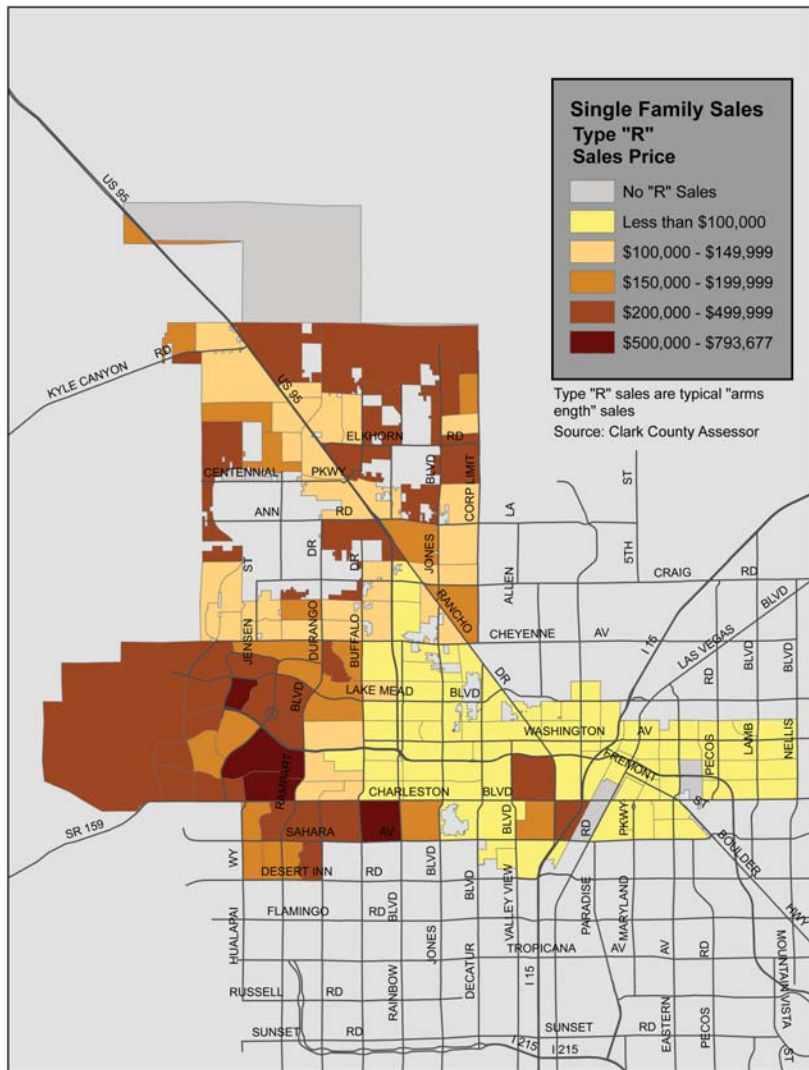 Single Family Sales
Type "R"
Sales Price
No "R" Sales
Less than $100,000
$100,000 - $149,999
$150,000 - $199,999
$200,000 - $499,999
$500,000 - $793,677
Type "R" sales are typical "arms
ength" sales
Source: Clark County Assessor
US 95
KYLE CANYON RD
US 95
ELKHORN RD
CENTENNIAL PKWY
BLVD
CORP LIMIT
ANN RD
LA
ST
5TH
ST
DR
DR
JONES
ALLEN
CRAIG RD
I 15
LAS VEGAS BLVD
RANCHO DR
CHEYENNE AV
JENSEN
DURANGO
BUFFALO
RD
BLVD
BLVD
LAKE MEAD BLVD
BLVD
WASHINGTON AV
FREMONT ST
PECOS
LAMB
NELLIS
RAMPART
CHARLESTON BLVD
SR 159
SAHARA AV
BLVD
RD
PKWY
BOULDER HWY
WY
DESERT INN RD
BLVD
BLVD
VALLEY VIEW
PARADISE
MARYLAND
FLAMINGO RD
BLVD
HUALAPAI
JONES
TROPICANA AV
AV
RD
DECATUR
I 15
RAINBOW
RUSSELL RD
MOUNTAIN VISTA ST
SUNSET RD
SUNSET RD
EASTERN
PECOS
I 215
I 215